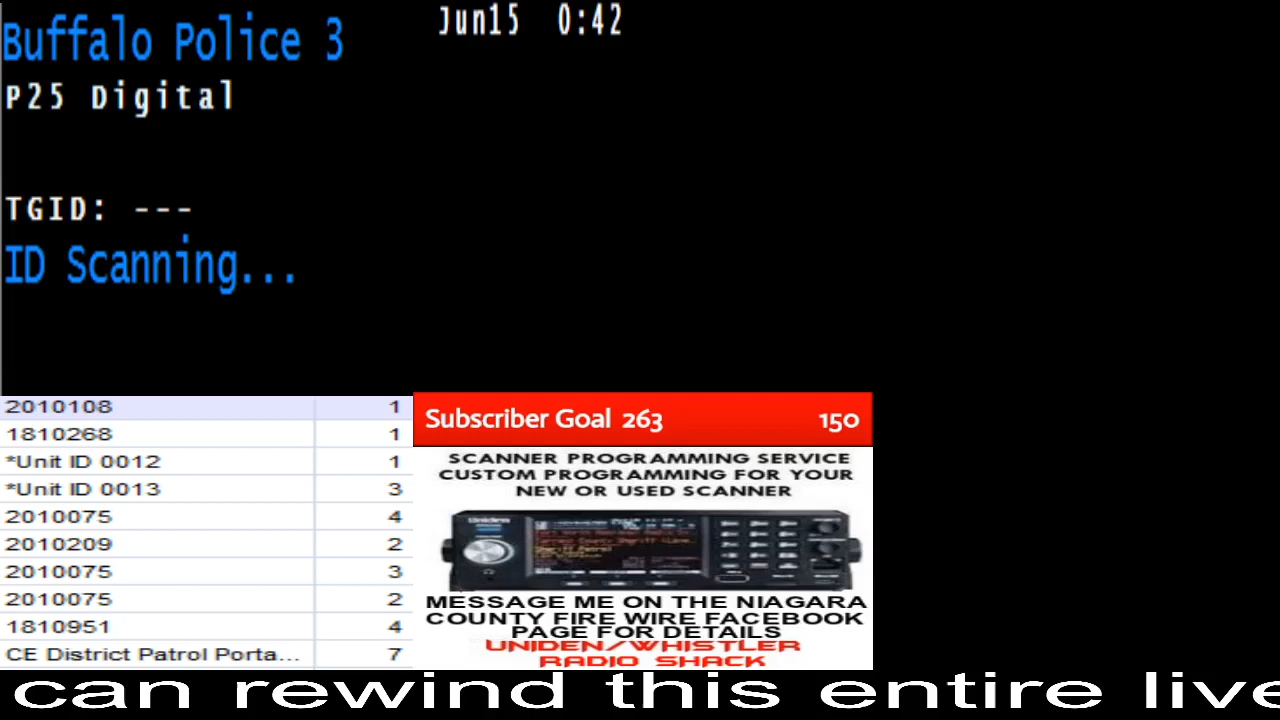 Buffalo Police 3
Jun15 0:42
P25 Digital
TGID: ---
ID Scanning...
2010108 1
1810268 1
*Unit ID 0012 1
*Unit ID 0013 3
2010075 4
2010209 2
2010075 3
2010075 2
1810951 4
CE District Patrol Porta... 7
Subscriber Goal 263 150
SCANNER PROGRAMMING SERVICE
CUSTOM PROGRAMMING FOR YOUR
NEW OR USED SCANNER
Uniden
MESSAGE ME ON THE NIAGARA
COUNTY FIRE WIRE FACEBOOK
PAGE FOR DETAILS
UNIDEN/WHISTLER
RADIO SHACK
can rewind this entire live